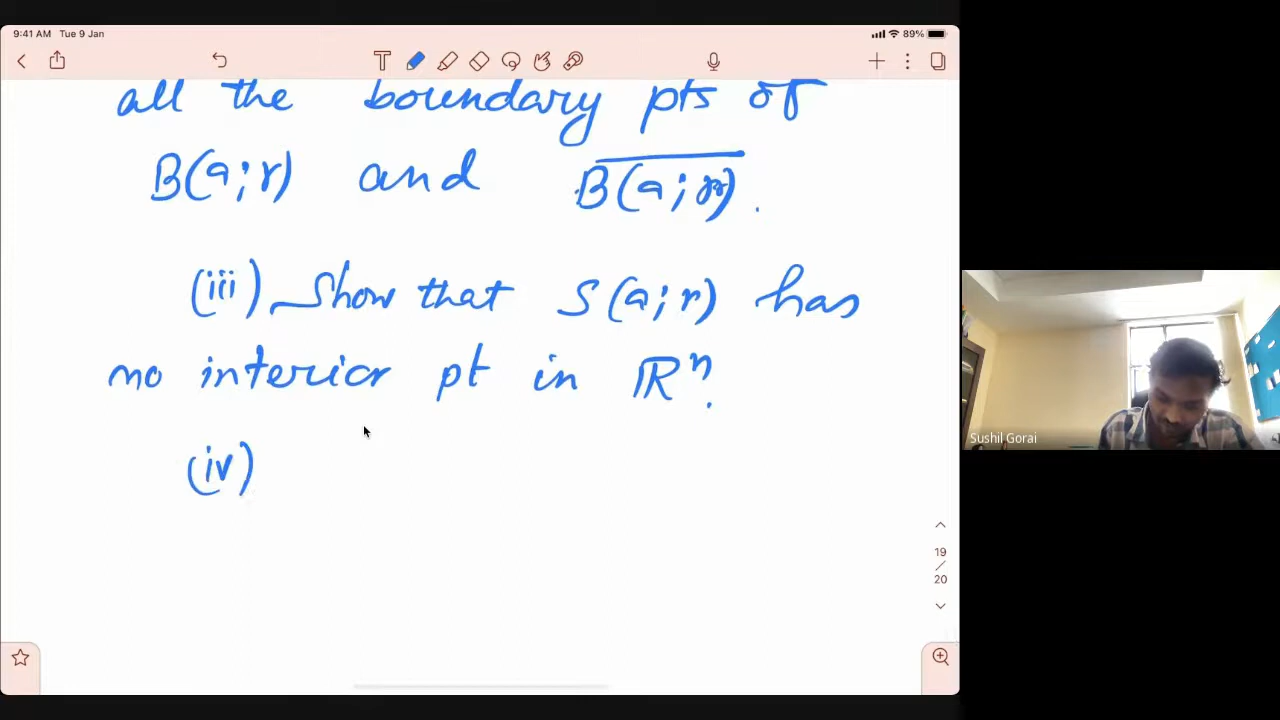 9:41 AM Tue 9 Jan
89%
all the boundary pts of
B(a;r) and \overline{B(a;r)}.
(iii) Show that S(a;r) has
no interior pt in ℝⁿ.
(iv)
Sushil Gorai
19
/
20